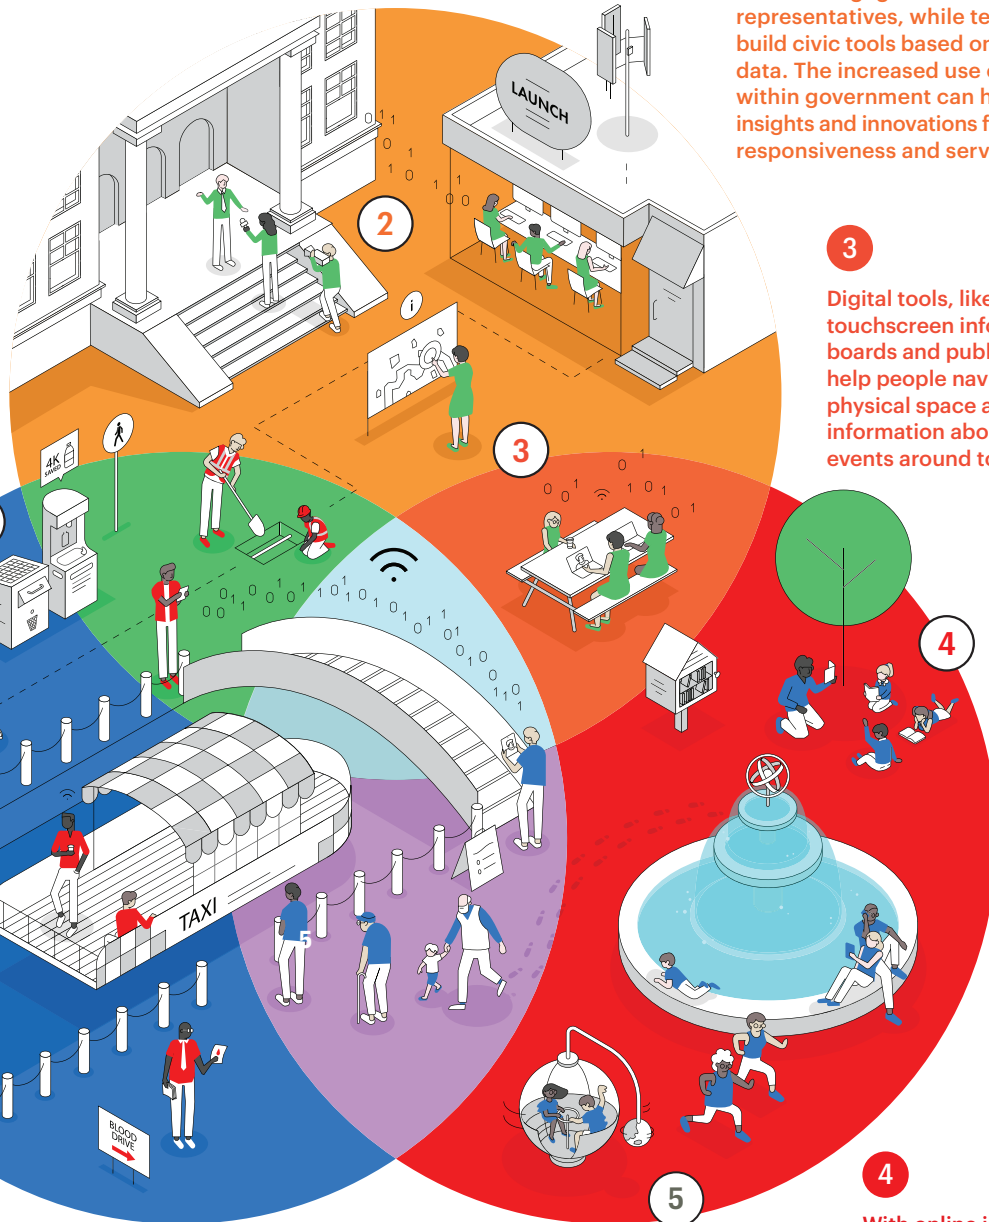 representatives, while te
build civic tools based or
data. The increased use
within government can h
insights and innovations f
responsiveness and serv
LAUNCH
2
3
Digital tools, like
touchscreen info
boards and publ
help people nav
physical space a
information abo
events around to
i
3
4K
SAVED
4
TAXI
5
BLOOD
DRIVE
5
4